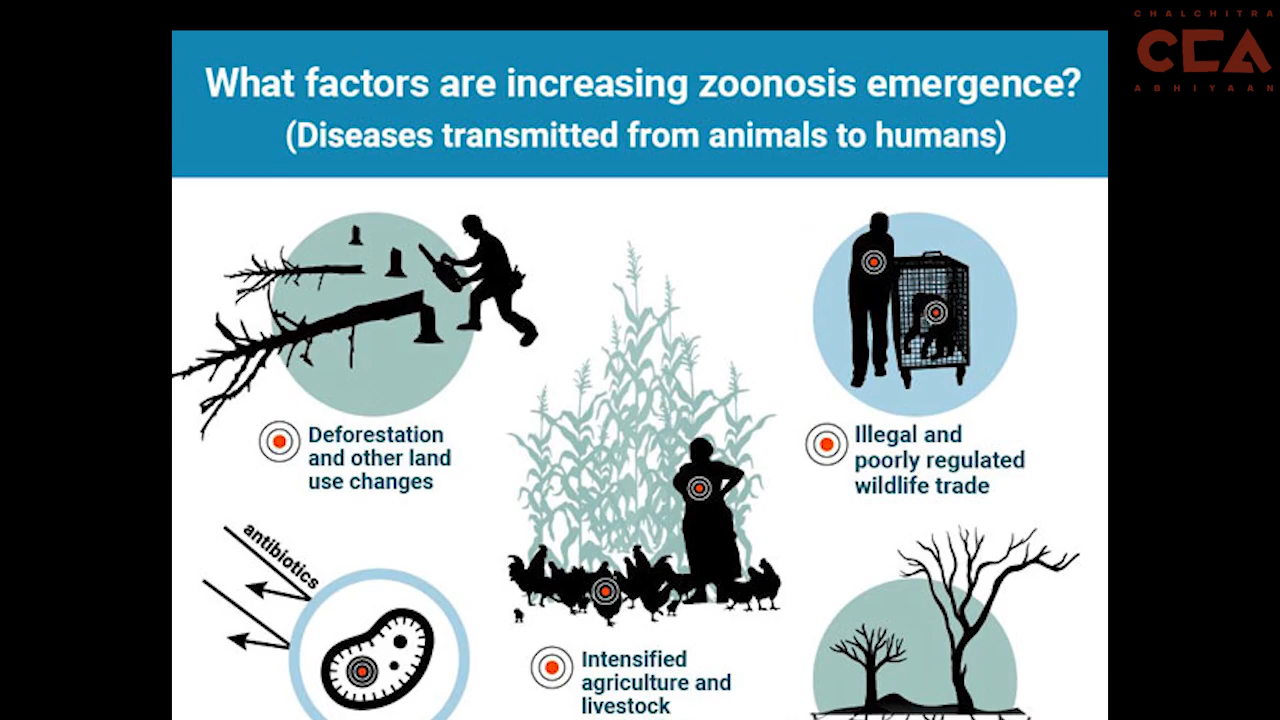 CHALCHITRA
CCA
ABHIYAAN
What factors are increasing zoonosis emergence?
(Diseases transmitted from animals to humans)
Deforestation
and other land
use changes
Illegal and
poorly regulated
wildlife trade
antibiotics
Intensified
agriculture and
livestock